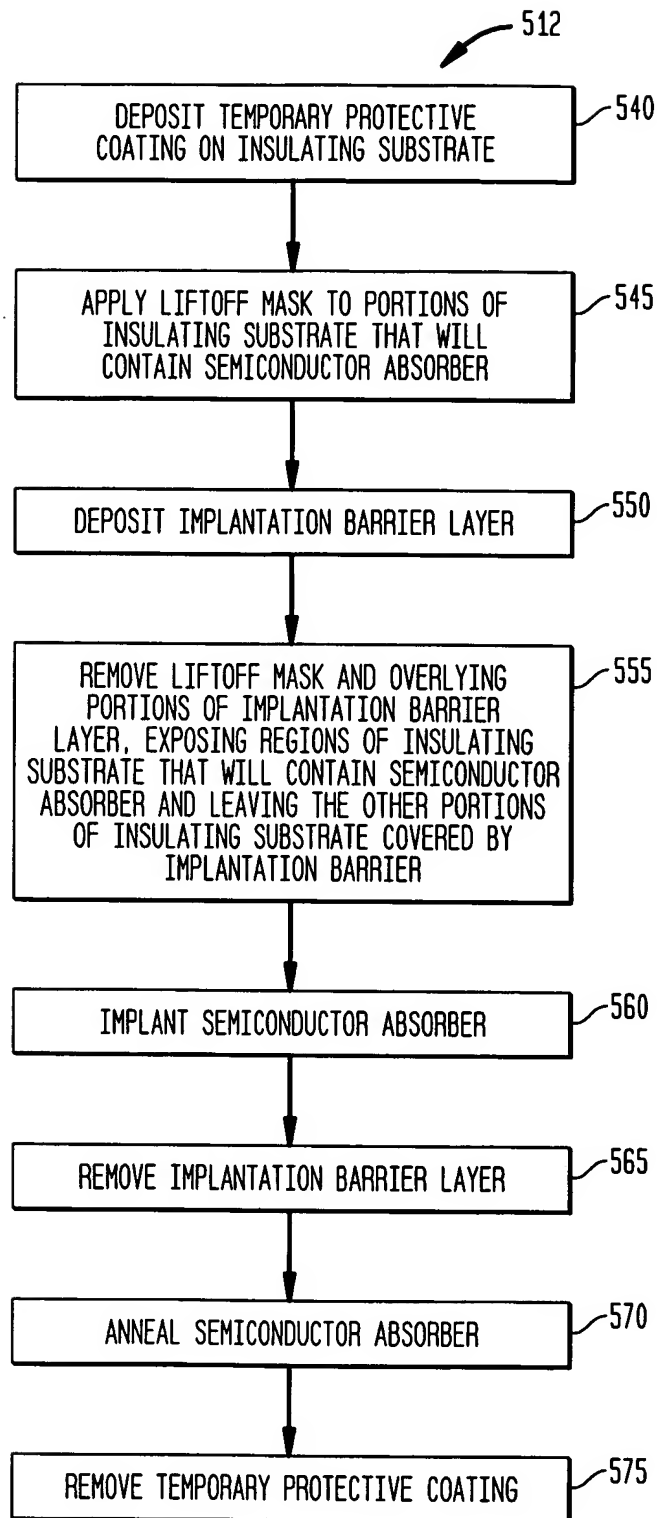 512
DEPOSIT TEMPORARY PROTECTIVE
COATING ON INSULATING SUBSTRATE
540
APPLY LIFTOFF MASK TO PORTIONS OF
INSULATING SUBSTRATE THAT WILL
CONTAIN SEMICONDUCTOR ABSORBER
545
DEPOSIT IMPLANTATION BARRIER LAYER
550
REMOVE LIFTOFF MASK AND OVERLYING
PORTIONS OF IMPLANTATION BARRIER
LAYER, EXPOSING REGIONS OF INSULATING
SUBSTRATE THAT WILL CONTAIN SEMICONDUCTOR
ABSORBER AND LEAVING THE OTHER PORTIONS
OF INSULATING SUBSTRATE COVERED BY
IMPLANTATION BARRIER
555
IMPLANT SEMICONDUCTOR ABSORBER
560
REMOVE IMPLANTATION BARRIER LAYER
565
ANNEAL SEMICONDUCTOR ABSORBER
570
REMOVE TEMPORARY PROTECTIVE COATING
575